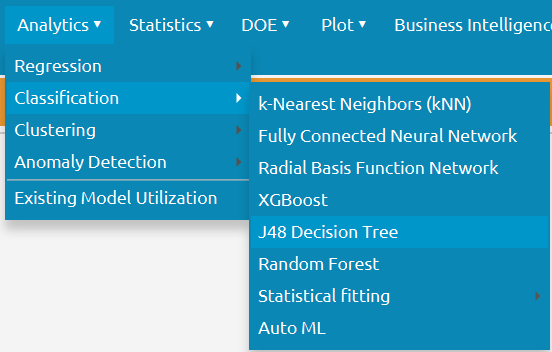 Analytics ▾ Statistics ▾ DOE ▾ Plot ▾ Business Intelligenc
Regression
Classification
Clustering
Anomaly Detection
Existing Model Utilization
k-Nearest Neighbors (kNN)
Fully Connected Neural Network
Radial Basis Function Network
XGBoost
J48 Decision Tree
Random Forest
Statistical fitting
Auto ML